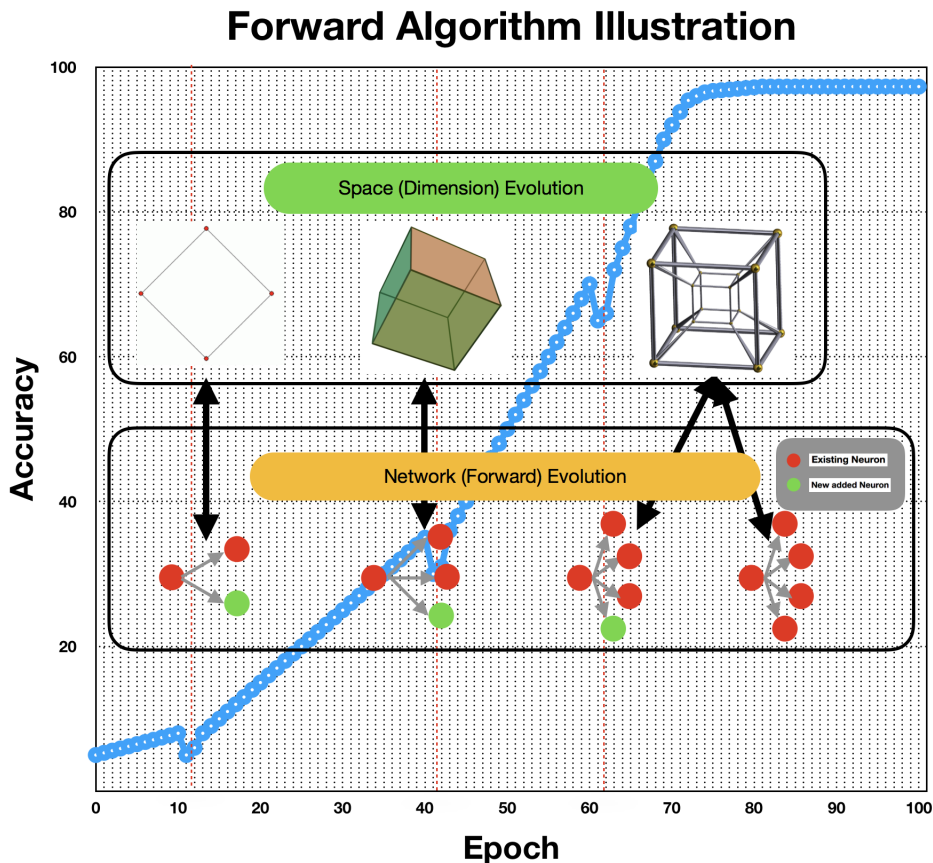 Forward Algorithm Illustration
100
80
60
40
20
Accuracy
Space (Dimension) Evolution
Network (Forward) Evolution
Existing Neuron
New added Neuron
0 10 20 30 40 50 60 70 80 90 100
Epoch